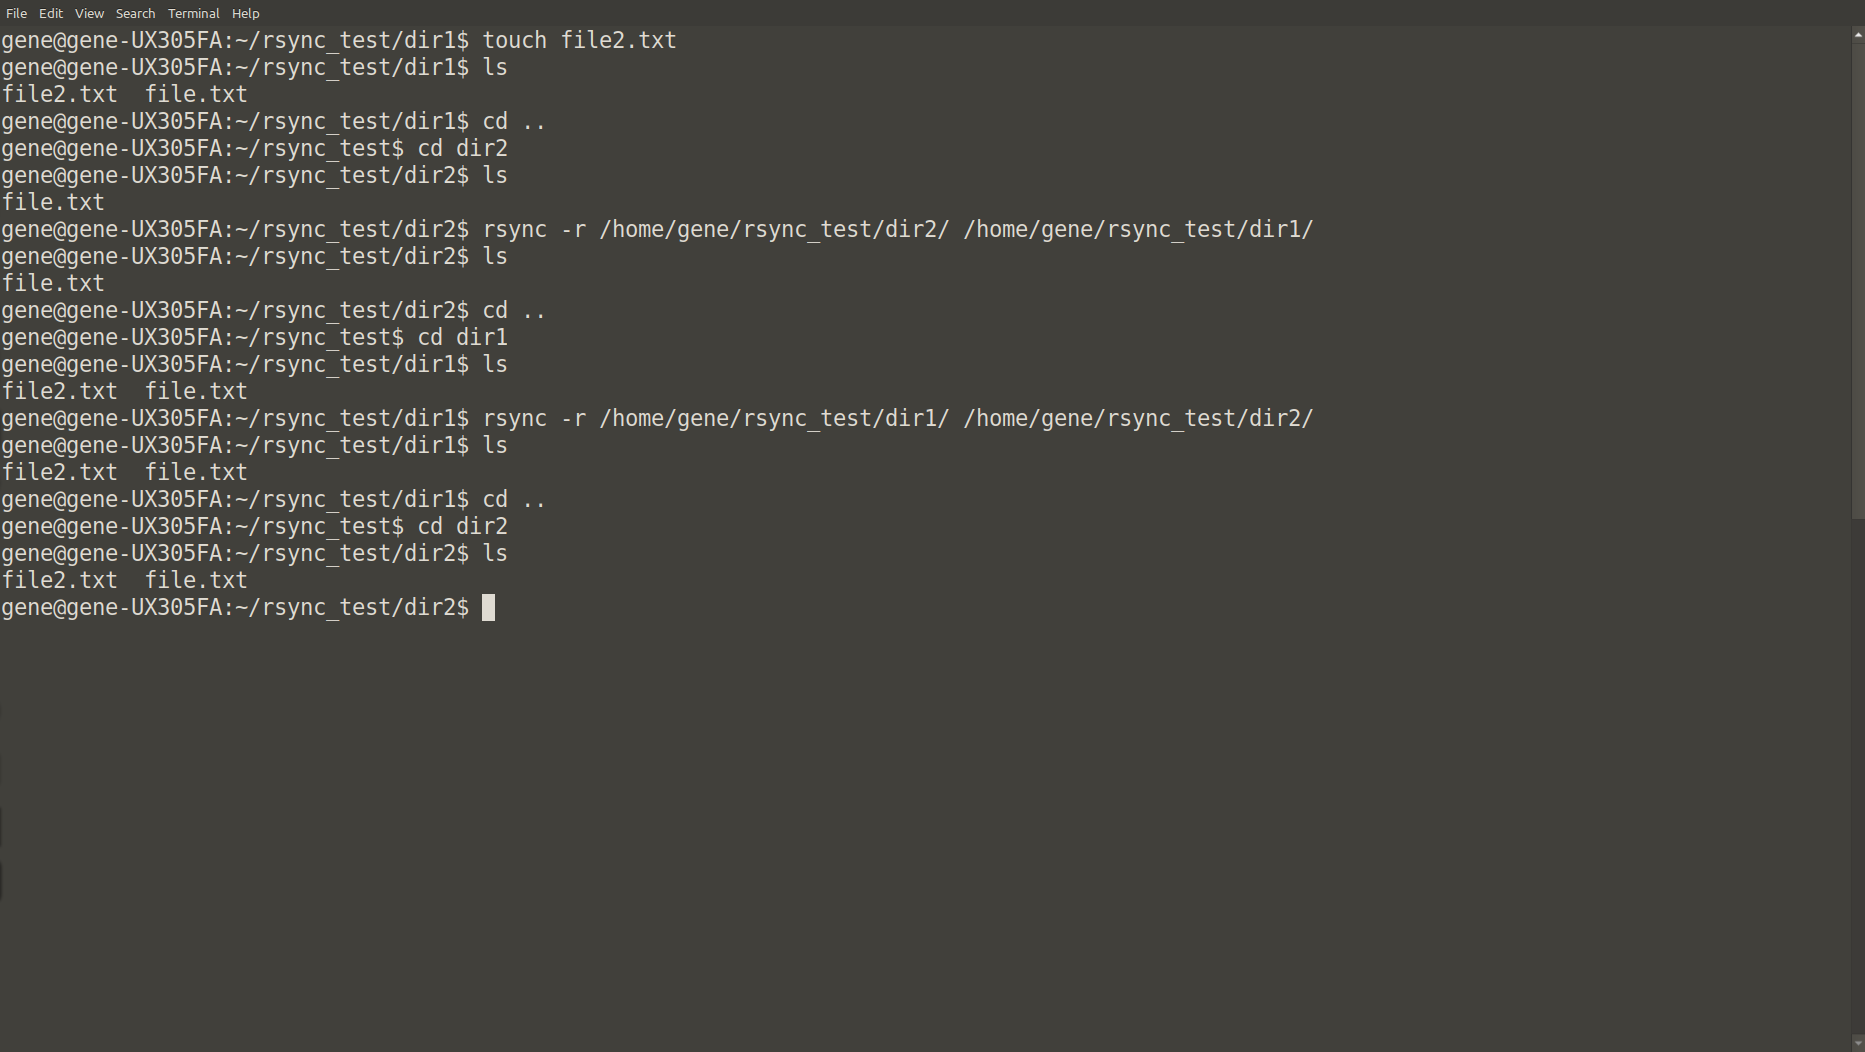 File Edit View Search Terminal Help
gene@gene-UX305FA:~/rsync_test/dir1$ touch file2.txt
gene@gene-UX305FA:~/rsync_test/dir1$ ls
file2.txt  file.txt
gene@gene-UX305FA:~/rsync_test/dir1$ cd ..
gene@gene-UX305FA:~/rsync_test$ cd dir2
gene@gene-UX305FA:~/rsync_test/dir2$ ls
file.txt
gene@gene-UX305FA:~/rsync_test/dir2$ rsync -r /home/gene/rsync_test/dir2/ /home/gene/rsync_test/dir1/
gene@gene-UX305FA:~/rsync_test/dir2$ ls
file.txt
gene@gene-UX305FA:~/rsync_test/dir2$ cd ..
gene@gene-UX305FA:~/rsync_test$ cd dir1
gene@gene-UX305FA:~/rsync_test/dir1$ ls
file2.txt  file.txt
gene@gene-UX305FA:~/rsync_test/dir1$ rsync -r /home/gene/rsync_test/dir1/ /home/gene/rsync_test/dir2/
gene@gene-UX305FA:~/rsync_test/dir1$ ls
file2.txt  file.txt
gene@gene-UX305FA:~/rsync_test/dir1$ cd ..
gene@gene-UX305FA:~/rsync_test$ cd dir2
gene@gene-UX305FA:~/rsync_test/dir2$ ls
file2.txt  file.txt
gene@gene-UX305FA:~/rsync_test/dir2$